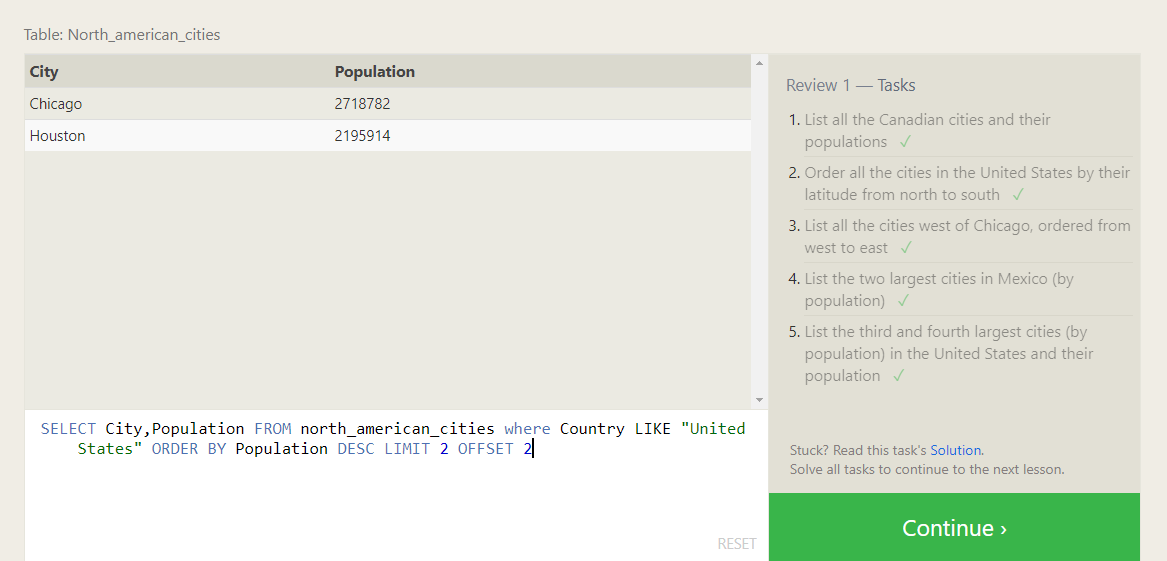 Table: North_american_cities
City Population
Chicago 2718782
Houston 2195914
SELECT City,Population FROM north_american_cities where Country LIKE "United
States" ORDER BY Population DESC LIMIT 2 OFFSET 2
RESET
Review 1 — Tasks
1. List all the Canadian cities and their
populations ✓
2. Order all the cities in the United States by their
latitude from north to south ✓
3. List all the cities west of Chicago, ordered from
west to east ✓
4. List the two largest cities in Mexico (by
population) ✓
5. List the third and fourth largest cities (by
population) in the United States and their
population ✓
Stuck? Read this task's Solution.
Solve all tasks to continue to the next lesson.
Continue ›